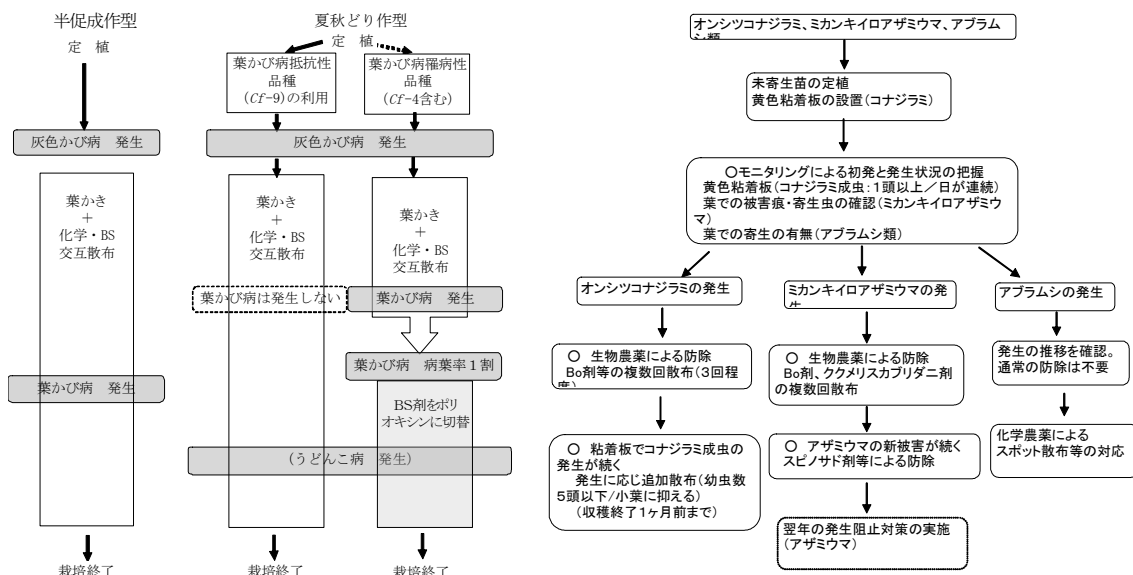 半促成作型
定　植
灰色かび病　発生
葉かき
＋
化学・BS
交互散布
葉かび病　発生
栽培終了
夏秋どり作型
定　植
葉かび病抵抗性
品種
(Cf-9)の利用
葉かび病罹病性
品種
(Cf-4含む)
灰色かび病　発生
葉かき
＋
化学・BS
交互散布
葉かき
＋
化学・BS
交互散布
葉かび病は発生しない
葉かび病　発生
葉かび病　病葉率１割
BS剤をポリ
オキシンに切替
(うどんこ病　発生)
栽培終了
栽培終了
オンシツコナジラミ、ミカンキイロアザミウマ、アブラム
シ類
未寄生苗の定植
黄色粘着板の設置(コナジラミ)
○モニタリングによる初発と発生状況の把握
黄色粘着板(コナジラミ成虫：1頭以上／日が連続)
葉での被害痕・寄生虫の確認(ミカンキイロアザミウ
マ)
葉での寄生の有無(アブラムシ類)
オンシツコナジラミの発生
○　生物農薬による防除
Bo剤等の複数回散布(3回程
度)
○　粘着板でコナジラミ成虫の
発生が続く
発生に応じ追加散布(幼虫数
5頭以下/小葉に抑える)
(収穫終了1ヶ月前まで)
ミカンキイロアザミウマの発
生
○　生物農薬による防除
Bo剤、ククメリスカブリダニ剤
の複数回散布
○　アザミウマの新被害が続く
スピノサド剤等による防除
翌年の発生阻止対策の実施
(アザミウマ)
アブラムシの発生
発生の推移を確認。
通常の防除は不要
化学農薬による
スポット散布等の対応